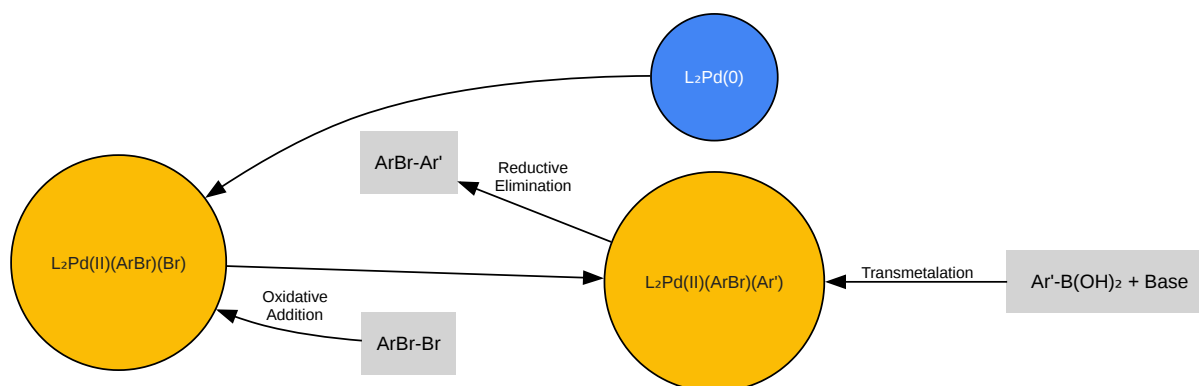 L₂Pd(0)
ArBr-Ar'
Reductive
Elimination
L₂Pd(II)(ArBr)(Br)
L₂Pd(II)(ArBr)(Ar')
Transmetalation
Ar'-B(OH)₂ + Base
Oxidative
Addition
ArBr-Br